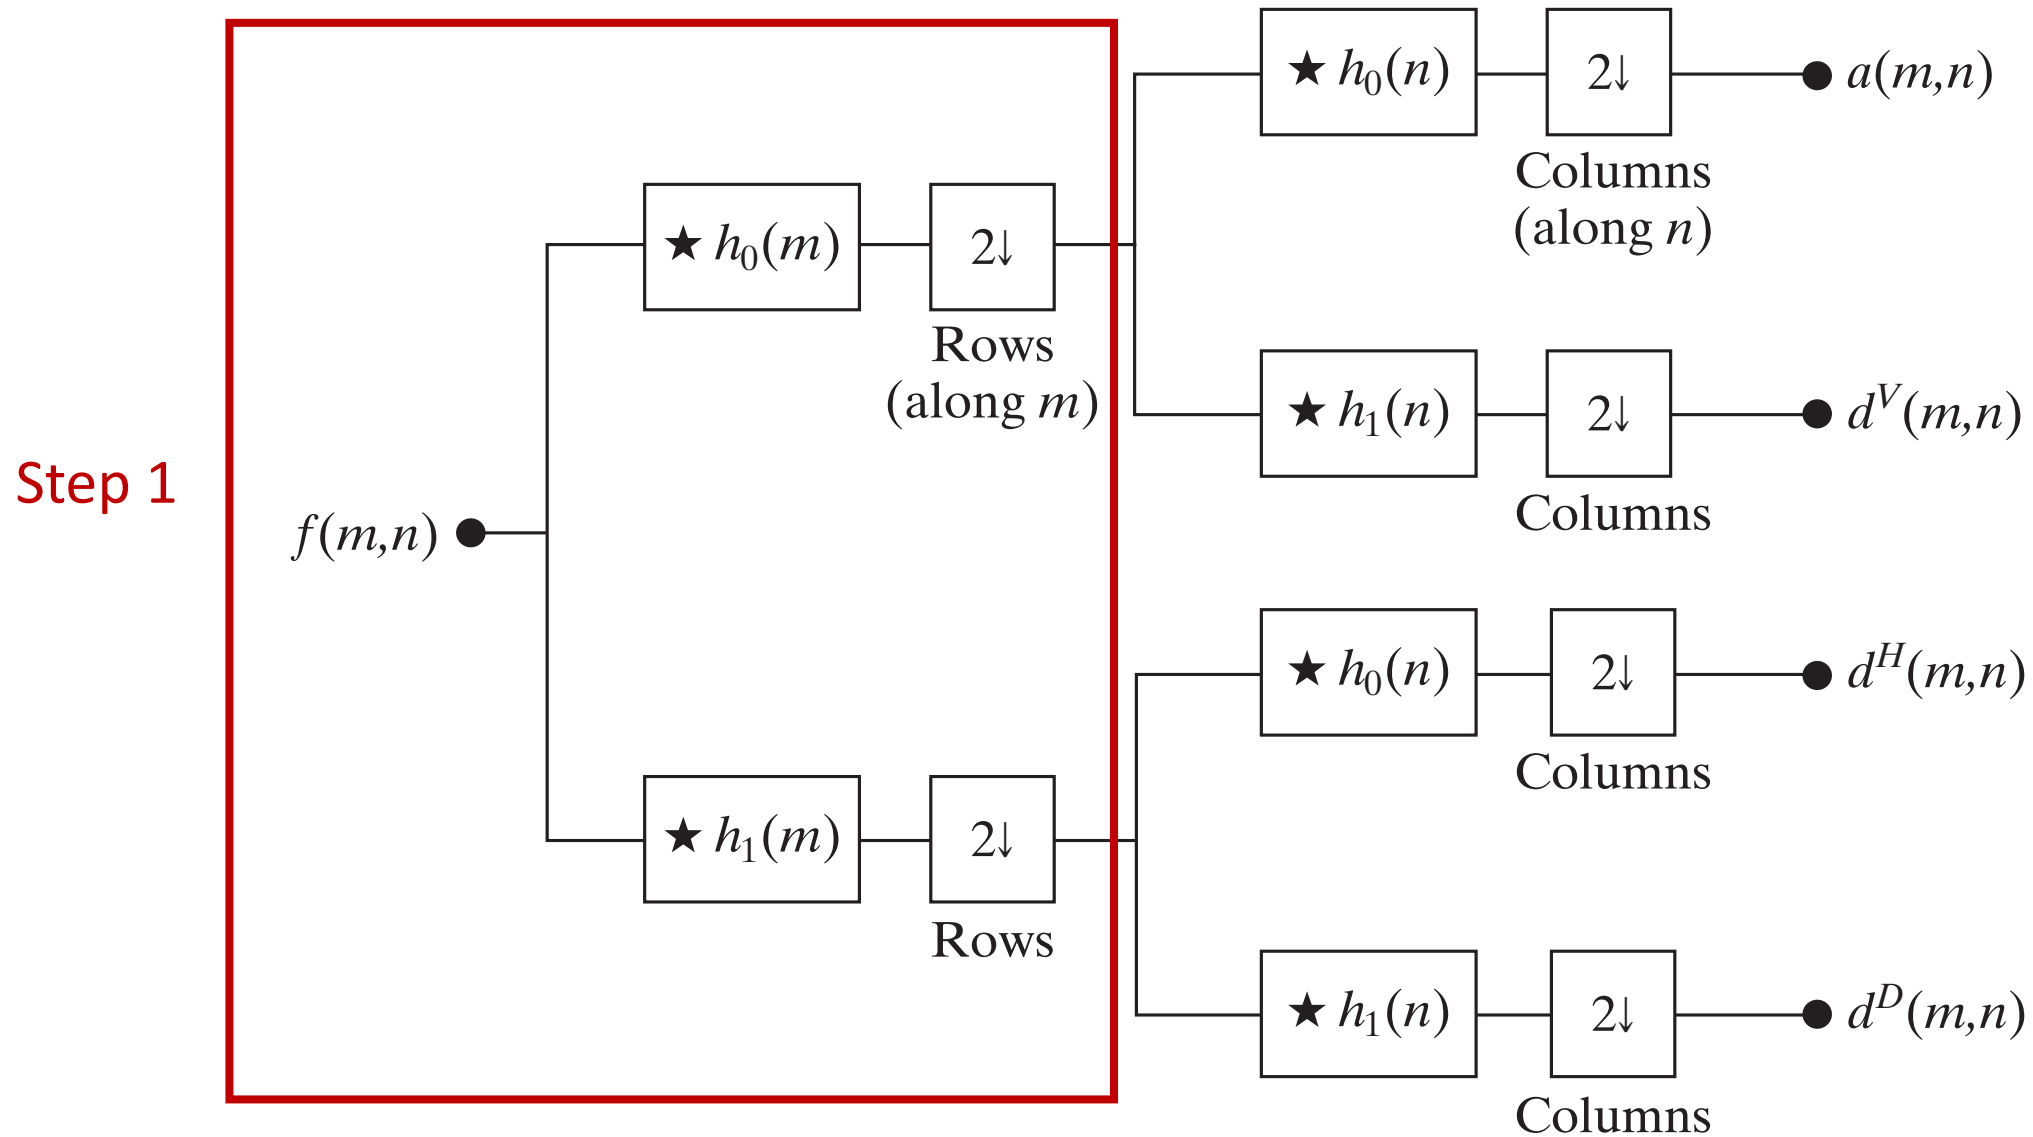 Step 1
f(m,n)
★ h₀(m)
2↓
Rows
(along m)
★ h₁(m)
2↓
Rows
★ h₀(n)
2↓
Columns
(along n)
a(m,n)
★ h₁(n)
2↓
Columns
dⱽ(m,n)
★ h₀(n)
2↓
Columns
dᴴ(m,n)
★ h₁(n)
2↓
Columns
dᴰ(m,n)